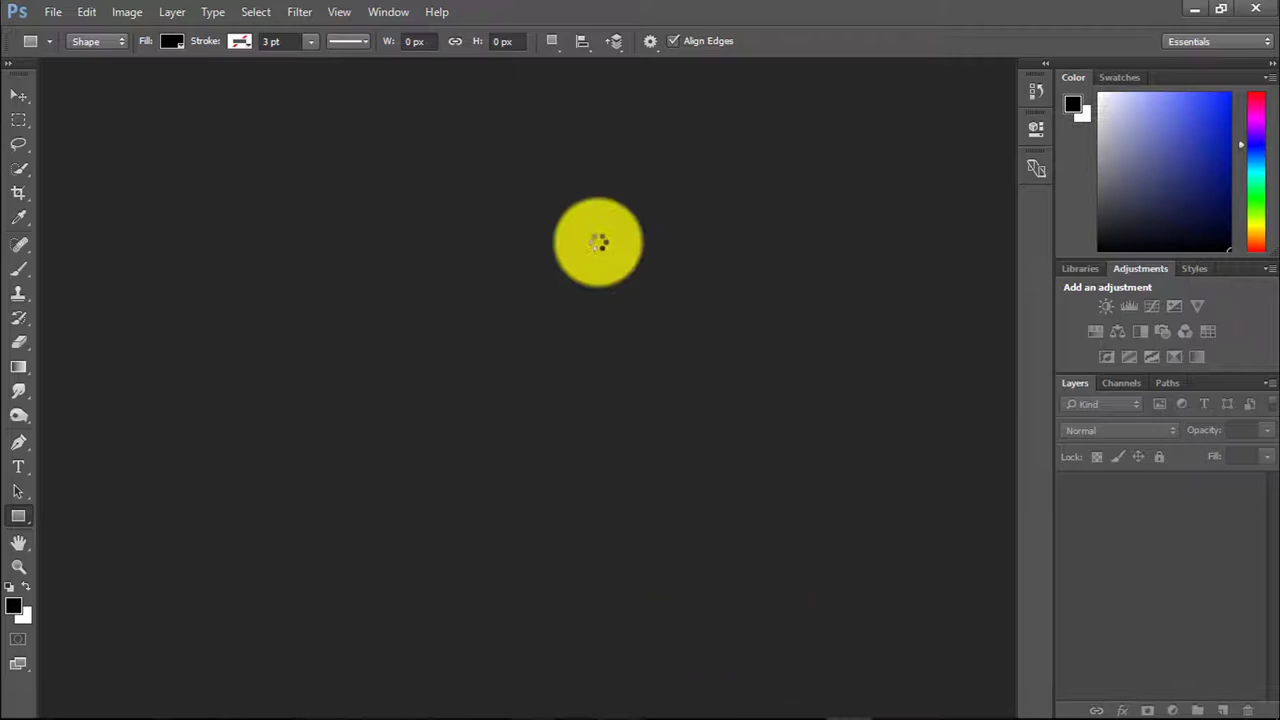 Ps File Edit Image Layer Type Select Filter View Window Help
Shape Fill: Stroke: 3 pt W: 0 px H: 0 px Align Edges Essentials
Color Swatches
Libraries Adjustments Styles
Add an adjustment
Layers Channels Paths
Kind T
Normal Opacity:
Lock: Fill:
T
fx